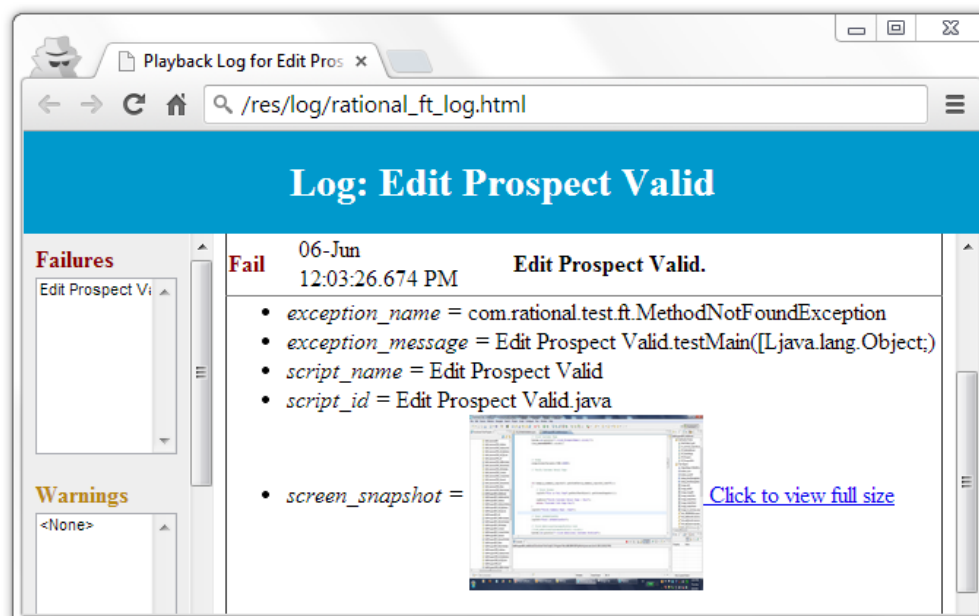 Playback Log for Edit Pros
/res/log/rational_ft_log.html
Log: Edit Prospect Valid
Failures
Edit Prospect Va
Warnings
<None>
Fail 06-Jun 12:03:26.674 PM Edit Prospect Valid.
exception_name = com.rational.test.ft.MethodNotFoundException
exception_message = Edit Prospect Valid.testMain([Ljava.lang.Object;)
script_name = Edit Prospect Valid
script_id = Edit Prospect Valid.java
screen_snapshot = Click to view full size